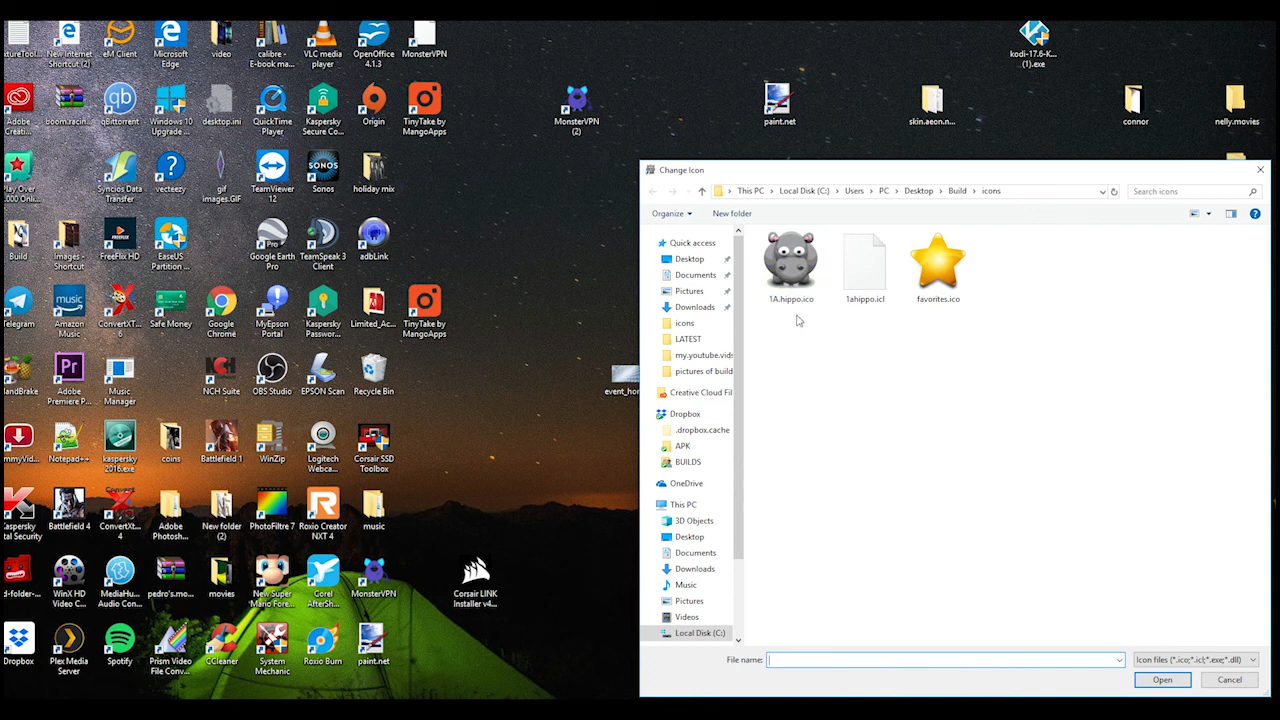 New Internet
Shortcut (2)
eM Client
Microsoft
Edge
video
calibre -
E-book ma...
VLC media
player
OpenOffice
4.1.3
MonsterVPN
kodi-17.6-K...
(1).exe
Adobe
Creati...
boom.racin...
qBittorrent
Windows 10
Upgrade ...
desktop.ini
QuickTime
Player
Kaspersky
Secure Co...
Origin
TinyTake by
MangoApps
MonsterVPN
(2)
paint.net
skin.aeon.n...
connor
nelly.movies
Play Over
1,000 Onli...
Syncios Data
Transfer
vecteezy
gif
images.GIF
TeamViewer
12
Sonos
holiday mix
Build
Images -
Shortcut
FreeFlix HD
EaseUS
Partition ...
Google Earth
Pro
TeamSpeak 3
Client
adbLink
Telegram
Amazon
Music
ConvertXT...
6
Safe Money
Google
Chrome
MyEpson
Portal
Kaspersky
Passwor...
Limited_Ac...
TinyTake by
MangoApps
HandBrake
Adobe
Premiere P...
Music
Manager
NCH Suite
OBS Studio
EPSON Scan
Recycle Bin
event_hor
Notepad++
kaspersky
2016.exe
coins
Battlefield 1
WinZip
Logitech
Webca...
Corsair SSD
Toolbox
Kaspersky
Total Security
Battlefield 4
ConvertXt...
4
Adobe
Photosh...
New folder
(2)
PhotoFiltre 7
Roxio Creator
NXT 4
music
d-folder-...
WinX HD
Video C...
MediaHu...
Audio Con...
pedro's.mo...
movies
New Super
Mario Fore...
Corel
AfterSh...
MonsterVPN
Corsair LINK
Installer v4...
Dropbox
Plex Media
Server
Spotify
Prism Video
File Conv...
CCleaner
System
Mechanic
Roxio Burn
paint.net
Change Icon
This PC > Local Disk (C:) > Users > PC > Desktop > Build > icons
Search icons
Organize
New folder
Quick access
Desktop
Documents
Pictures
Downloads
icons
LATEST
my.youtube.vids
pictures of build
Creative Cloud Fil
Dropbox
.dropbox.cache
APK
BUILDS
OneDrive
This PC
3D Objects
Desktop
Documents
Downloads
Music
Pictures
Videos
Local Disk (C:)
1A.hippo.ico
1ahippo.icl
favorites.ico
File name:
Icon files (*.ico;*.icl;*.exe;*.dll)
Open
Cancel